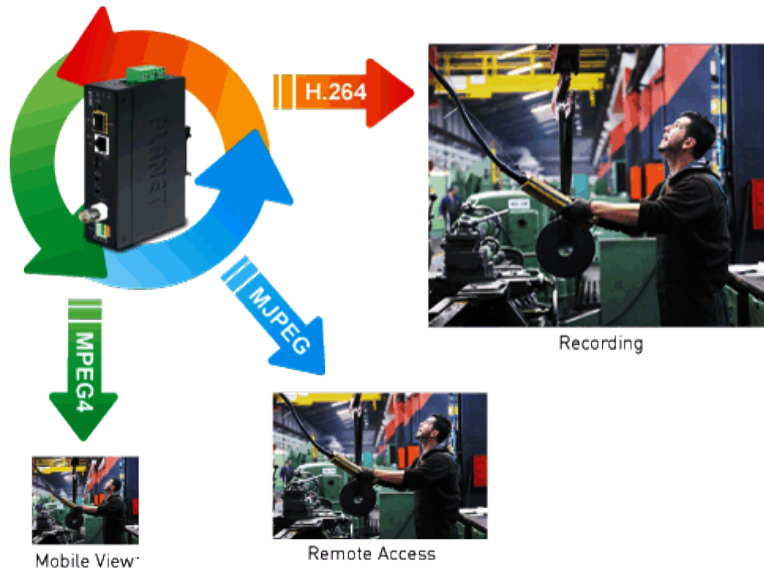 PLANET
H.264
Recording
MJPEG
MPEG4
Remote Access
Mobile View